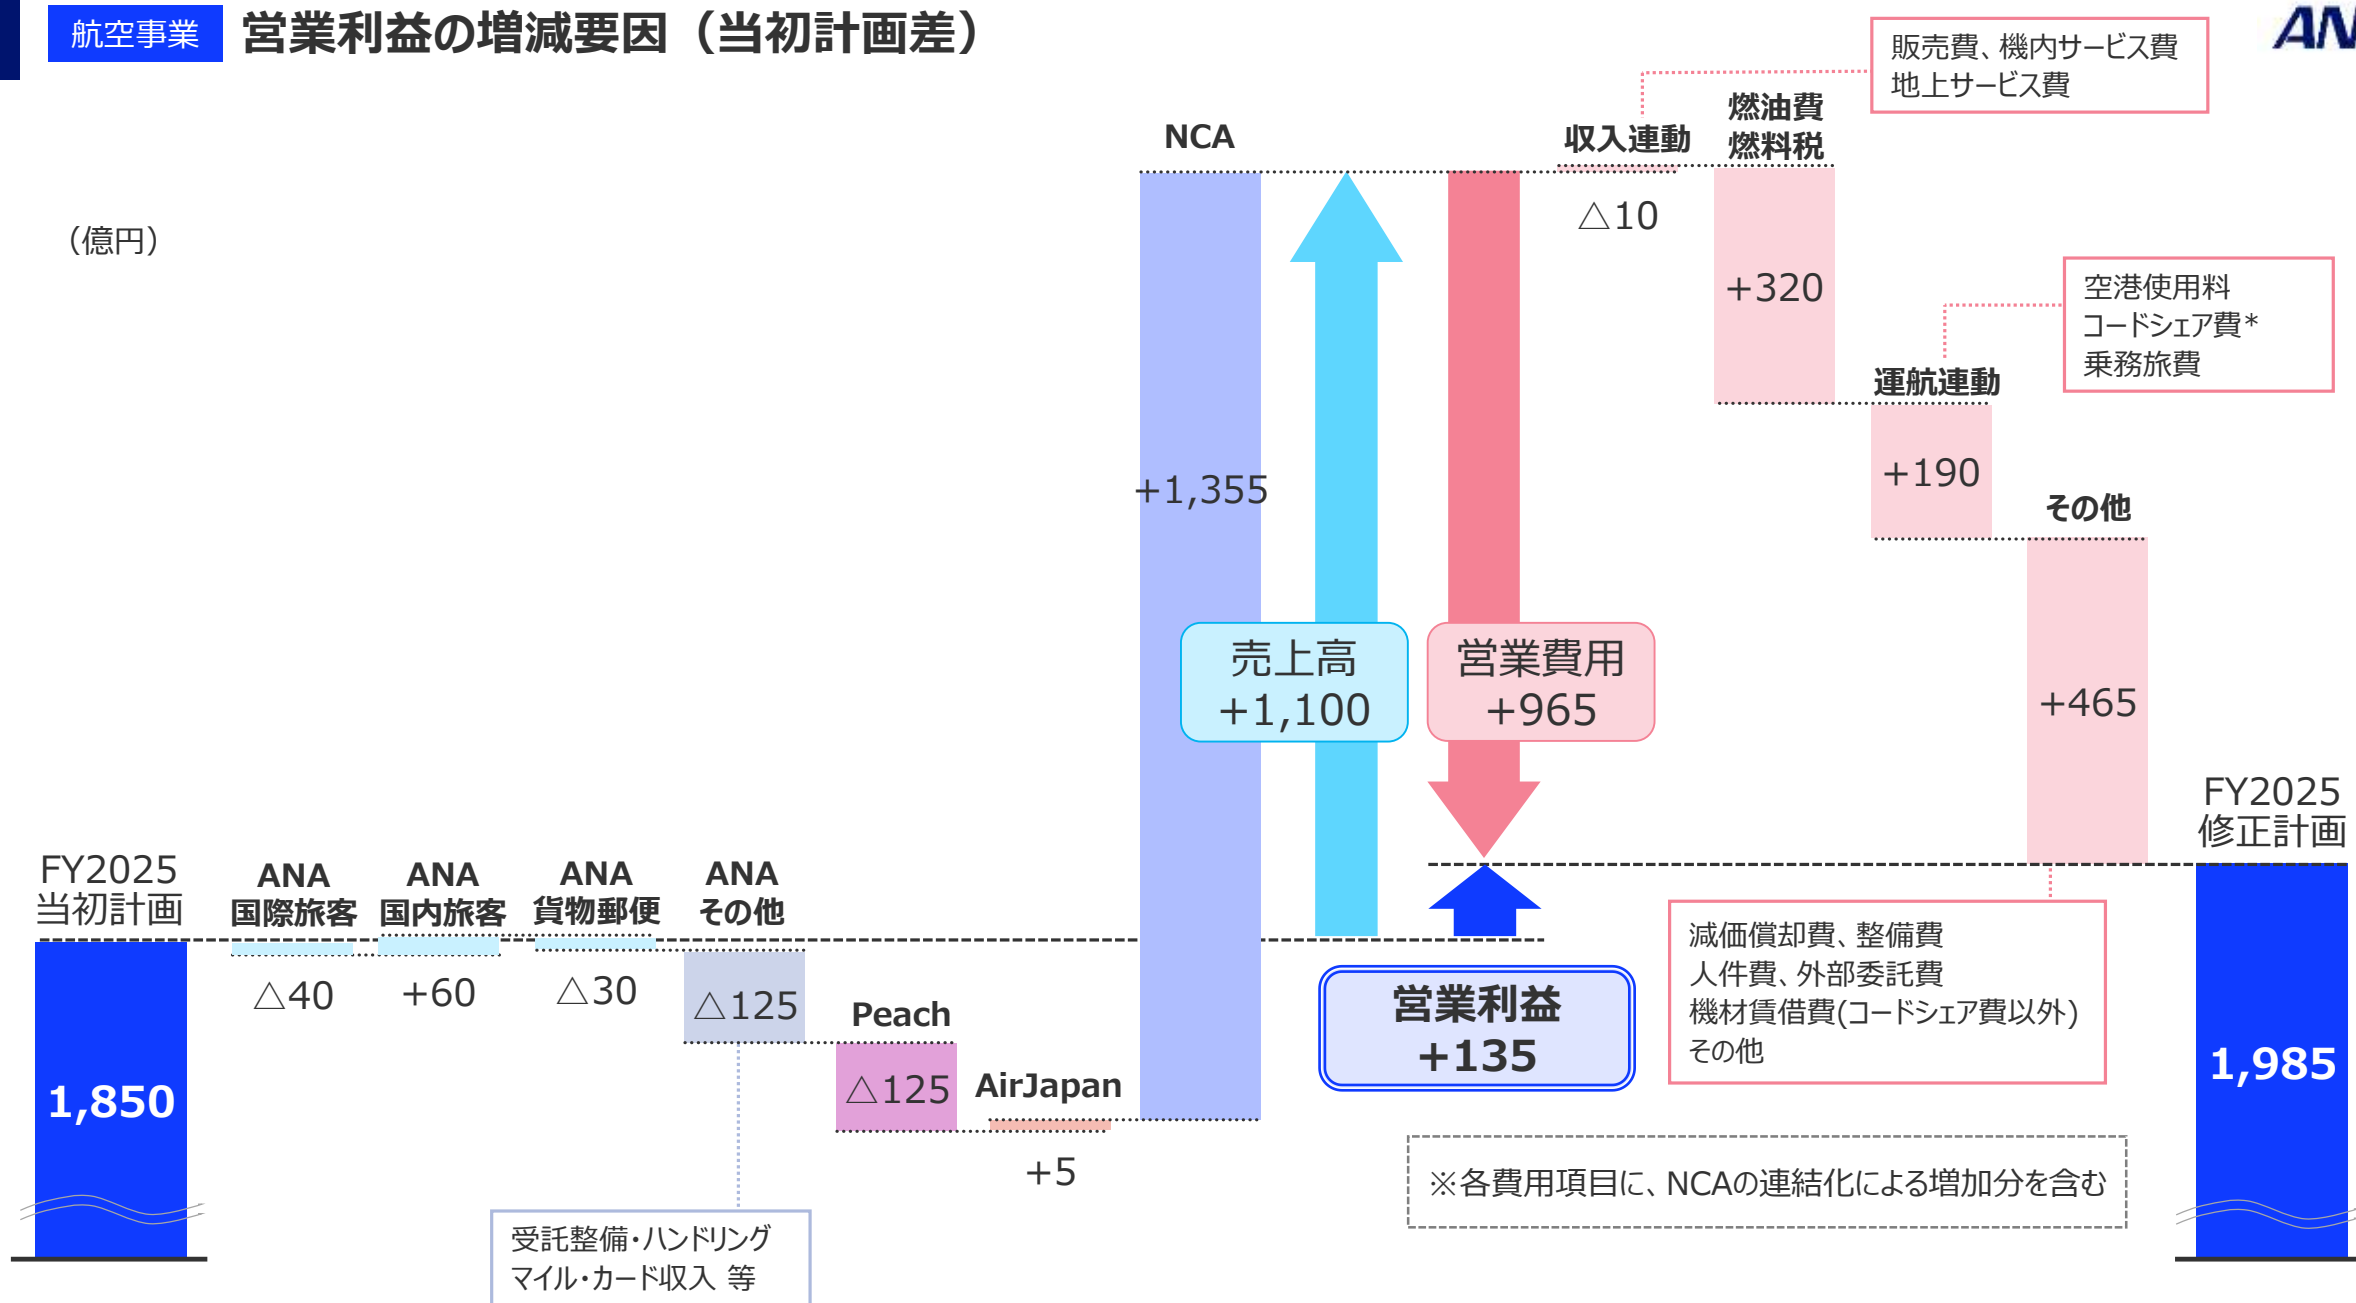 航空事業
営業利益の増減要因（当初計画差）
AN
（億円）
販売費、機内サービス費
地上サービス費
NCA
収入連動
燃油費
燃料税
△10
+320
空港使用料
コードシェア費*
乗務旅費
運航連動
+190
+1,355
その他
売上高
+1,100
営業費用
+965
+465
FY2025
当初計画
ANA
国際旅客
ANA
国内旅客
ANA
貨物郵便
ANA
その他
FY2025
修正計画
△40
+60
△30
△125
Peach
△125
AirJapan
+5
1,850
営業利益
+135
減価償却費、整備費
人件費、外部委託費
機材賃借費(コードシェア費以外)
その他
1,985
※各費用項目に、NCAの連結化による増加分を含む
受託整備・ハンドリング
マイル・カード収入 等